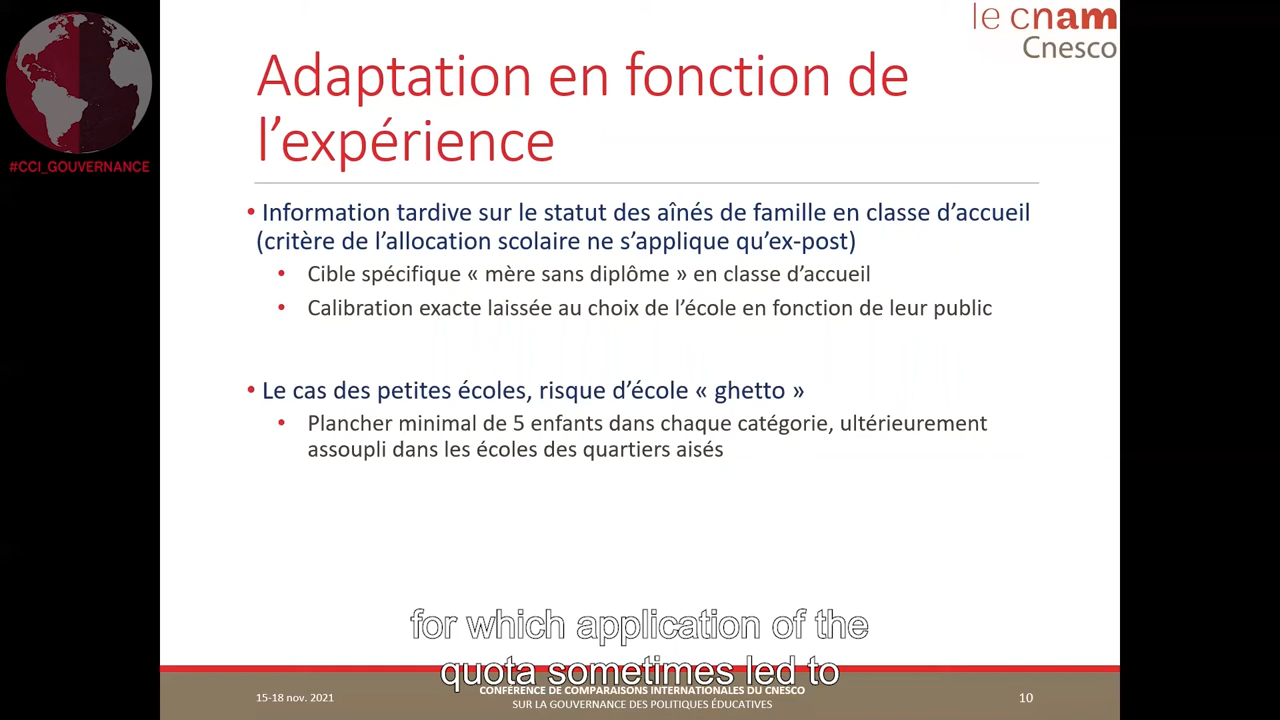 le cnam
Cnesco
#CCI_GOUVERNANCE
Adaptation en fonction de
l’expérience
• Information tardive sur le statut des aînés de famille en classe d’accueil
(critère de l’allocation scolaire ne s’applique qu’ex-post)
• Cible spécifique « mère sans diplôme » en classe d’accueil
• Calibration exacte laissée au choix de l’école en fonction de leur public
• Le cas des petites écoles, risque d’école « ghetto »
• Plancher minimal de 5 enfants dans chaque catégorie, ultérieurement
assoupli dans les écoles des quartiers aisés
for which application of the
quota sometimes led to
15-18 nov. 2021
CONFÉRENCE DE COMPARAISONS INTERNATIONALES DU CNESCO
SUR LA GOUVERNANCE DES POLITIQUES ÉDUCATIVES
10